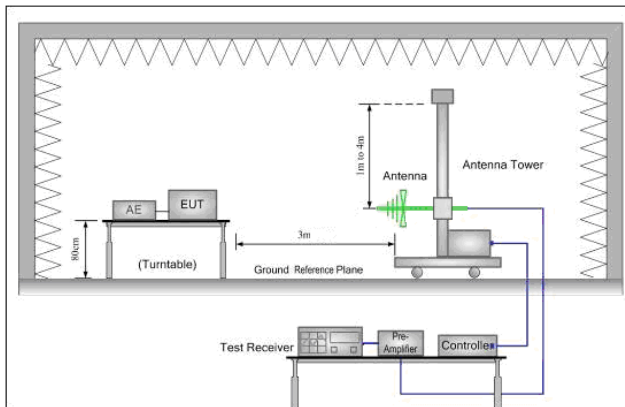 1m to 4m
Antenna
Antenna Tower
AE
EUT
3m
80cm
(Turntable)
Ground Reference Plane
Test Receiver
Pre-
Amplifier
Controller